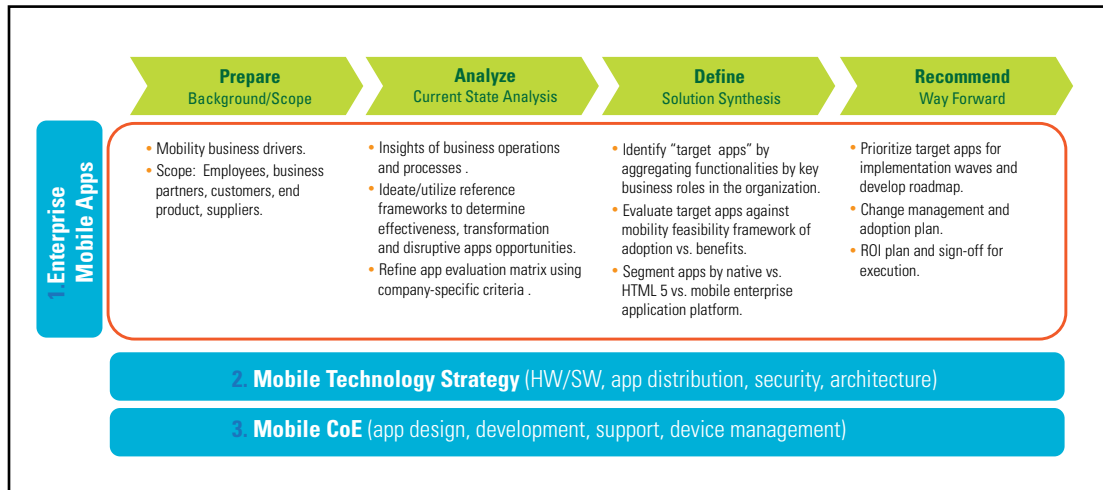 Prepare
Background/Scope
Analyze
Current State Analysis
Define
Solution Synthesis
Recommend
Way Forward
1.Enterprise
Mobile Apps
• Mobility business drivers.
• Scope: Employees, business
partners, customers, end
product, suppliers.
• Insights of business operations
and processes .
• Ideate/utilize reference
frameworks to determine
effectiveness, transformation
and disruptive apps opportunities.
• Refine app evaluation matrix using
company-specific criteria .
• Identify “target apps” by
aggregating functionalities by key
business roles in the organization.
• Evaluate target apps against
mobility feasibility framework of
adoption vs. benefits.
• Segment apps by native vs.
HTML 5 vs. mobile enterprise
application platform.
• Prioritize target apps for
implementation waves and
develop roadmap.
• Change management and
adoption plan.
• ROI plan and sign-off for
execution.
2. Mobile Technology Strategy (HW/SW, app distribution, security, architecture)
3. Mobile CoE (app design, development, support, device management)